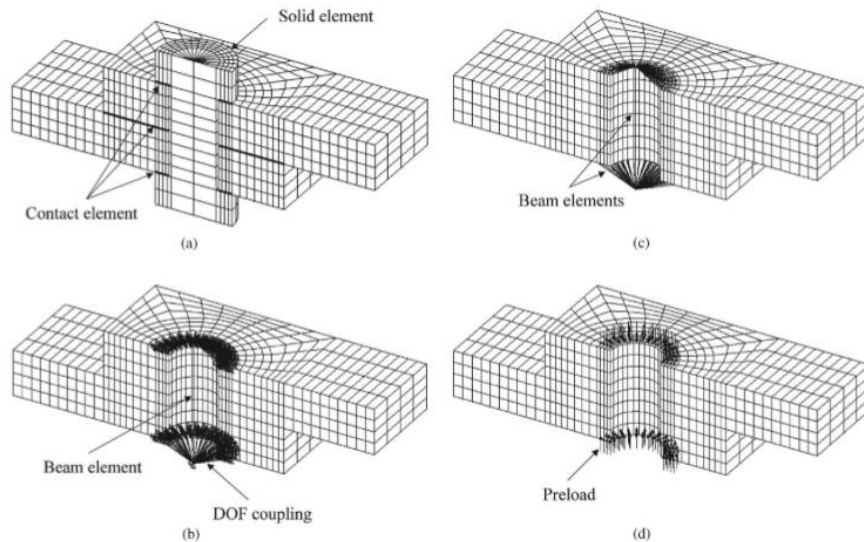 Solid element
Contact element
(a)
Beam elements
(c)
Beam element
DOF coupling
(b)
Preload
(d)